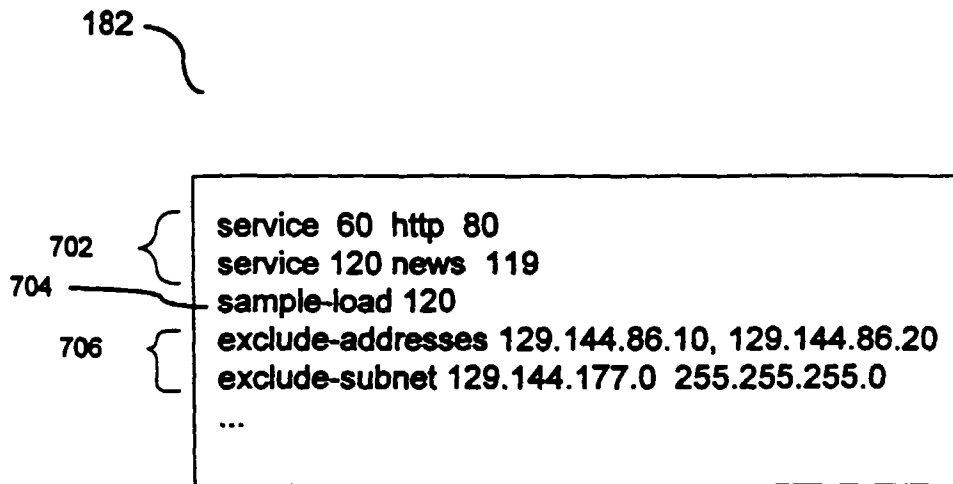 182
702
service 60 http 80
service 120 news 119
704
sample-load 120
706
exclude-addresses 129.144.86.10, 129.144.86.20
exclude-subnet 129.144.177.0 255.255.255.0
...